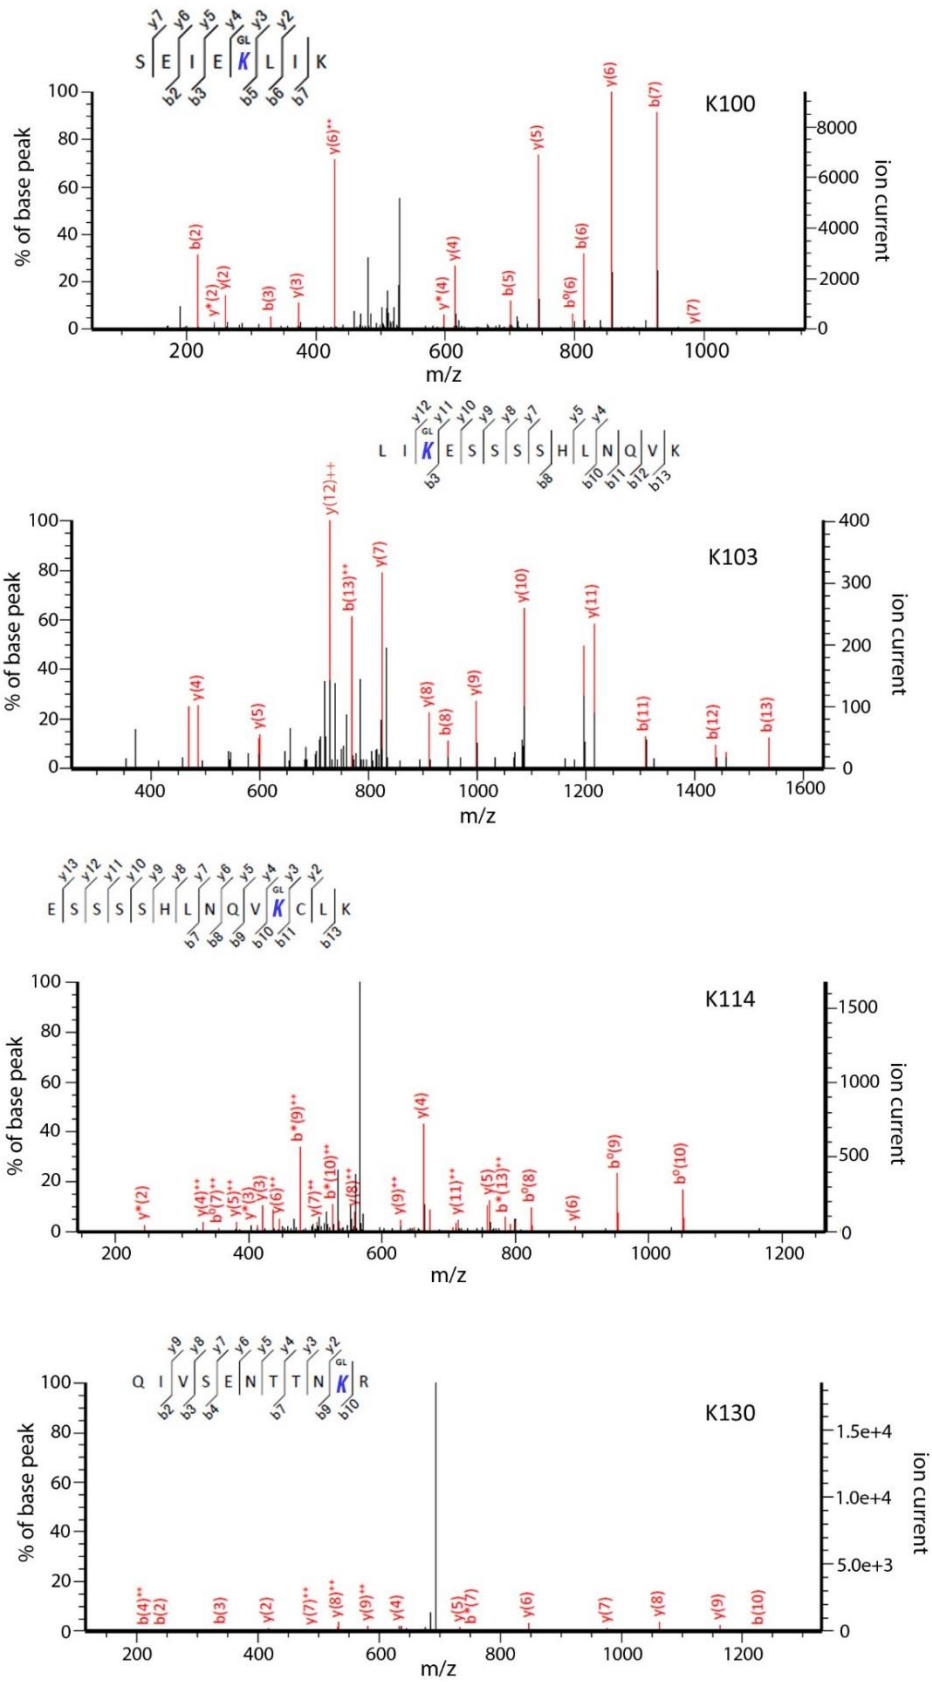 y7 y6 y5 y4 y3 y2
GL
S E I E K L I K
b2 b3 b5 b6 b7
K100
% of base peak
100 80 60 40 20 0
b(2) y*(2) y(2) b(3) y(3) y(6)++ y*(4) y(4) b(5) y(5) b⁰(6) b(6) y(6) b(7) y(7)
8000 6000 4000 2000 0
ion current
200 400 600 800 1000
m/z
y12 y11 y10 y9 y8 y7 y5 y4
GL
L I K E S S S S H L N Q V K
b3 b8 b10 b11 b12 b13
K103
% of base peak
100 80 60 40 20 0
y(4) y(5) y(12)++ b(13)++ y(7) y(8) b(8) y(9) y(10) y(11) b(11) b(12) b(13)
400 300 200 100 0
ion current
400 600 800 1000 1200 1400 1600
m/z
y13 y12 y11 y10 y9 y8 y7 y6 y5 y4 y3 y2
GL
E S S S S H L N Q V K C L K
b7 b8 b9 b10 b11 b13
K114
% of base peak
100 80 60 40 20 0
y*(2) y(4)++ b⁰(7)++ y(5)++ y*(3) y(3) y(6)++ b*(9)++ y(7)++ b*(10)++ y(8)++ y(9)++ y(4) y(11)++ y(5) b*(13)++ b⁰(8) y(6) b⁰(9) b⁰(10)
1500 1000 500 0
ion current
200 400 600 800 1000 1200
m/z
y9 y8 y7 y6 y5 y4 y3 y2
GL
Q I V S E N T T N K R
b2 b3 b4 b7 b9 b10
K130
% of base peak
100 80 60 40 20 0
b(4)++ b(2) b(3) y(2) y(7)++ y(8)++ y(9)++ y(4) y(5) b*(7) y(6) y(7) y(8) y(9) b(10)
1.5e+4 1.0e+4 5.0e+3 0
ion current
200 400 600 800 1000 1200
m/z